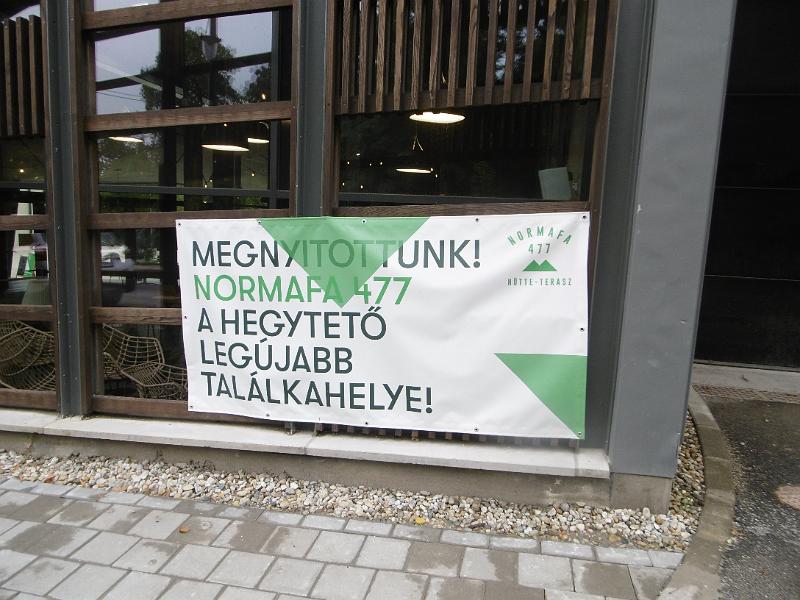 MEGNYITOTTUNK!
NORMAFA 477
A HEGYTETŐ
LEGÚJABB
TALÁLKAHELYE!
NORMAFA
477
HÜTTE-TERASZ